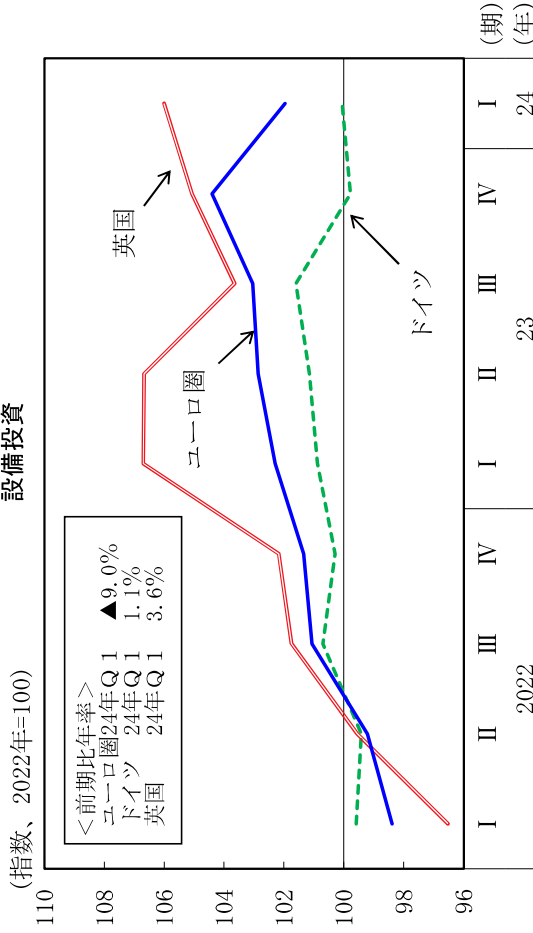 設備投資
(指数、2022年=100)
110
108
106
104
102
100
98
96
＜前期比年率＞
ユーロ圏24年Q1 ▲9.0%
ドイツ 24年Q1 1.1%
英国 24年Q1 3.6%
英国
ユーロ圏
ドイツ
Ⅰ Ⅱ Ⅲ Ⅳ Ⅰ Ⅱ Ⅲ Ⅳ Ⅰ (期)
2022 23 24 (年)